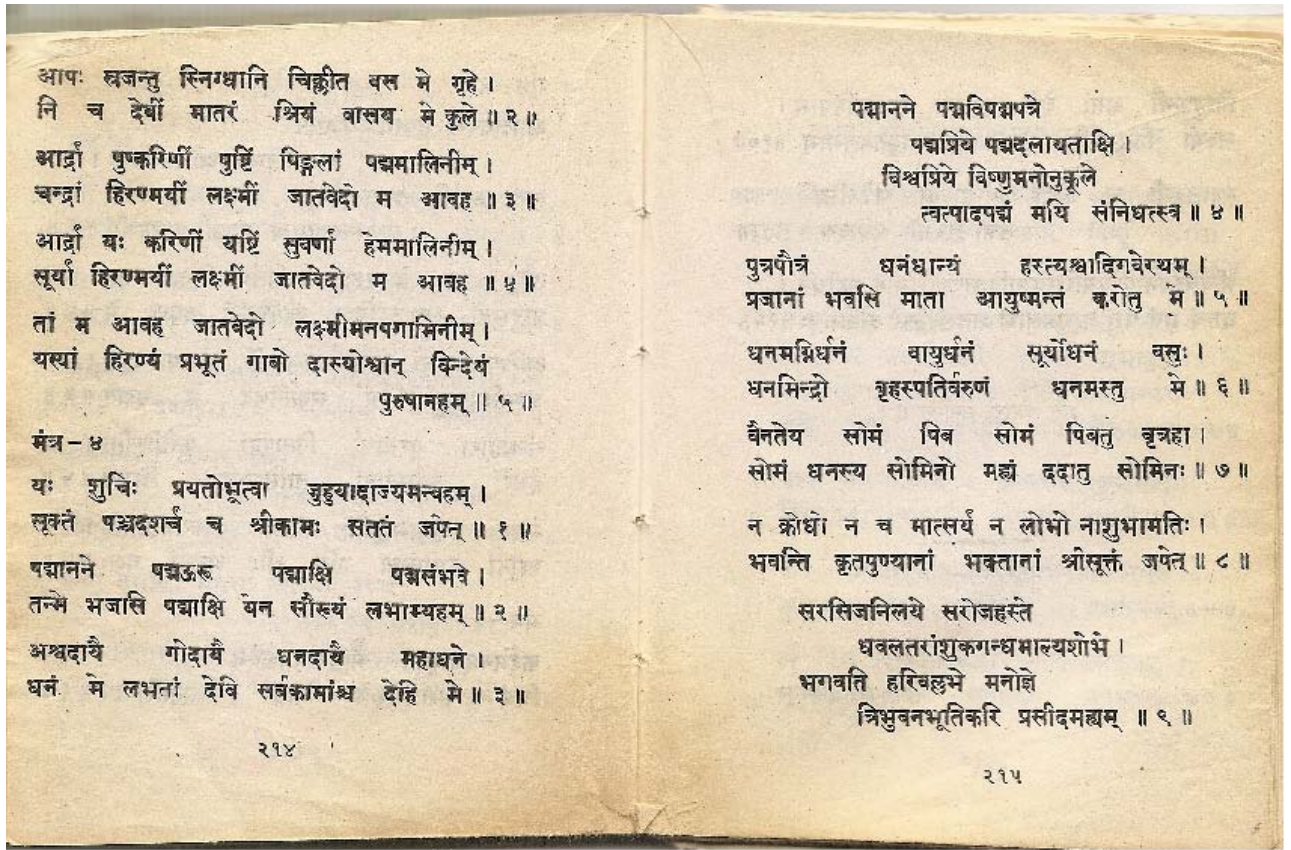 आपः स्रजन्तु स्निग्धानि चिक्लीत वस मे गृहे ।
नि च देवीं मातरं श्रियं वासय मे कुले ॥ २ ॥
आर्द्रां पुष्करिणीं पुष्टिं पिङ्गलां पद्ममालिनीम् ।
चन्द्रां हिरण्मयीं लक्ष्मीं जातवेदो म आवह ॥ ३ ॥
आर्द्रां यः करिणीं यष्टिं सुवर्णां हेममालिनीम् ।
सूर्यां हिरण्मयीं लक्ष्मीं जातवेदो म आवह ॥ ४ ॥
तां म आवह जातवेदो लक्ष्मीमनपगामिनीम् ।
यस्यां हिरण्यं प्रभूतं गावो दास्योश्वान् विन्देयं
पुरुषानहम् ॥ ५ ॥
मंत्र - ४
यः शुचिः प्रयतोभूत्वा जुहुयादाज्यमन्वहम् ।
सूक्तं पञ्चदशर्चं च श्रीकामः सततं जपेत् ॥ १ ॥
पद्मानने पद्मऊरू पद्माक्षि पद्मसंभवे ।
तन्मे भजासि पद्माक्षि येन सौख्यं लभाम्यहम् ॥ २ ॥
अश्वदायै गोदायै धनदायै महाधने ।
धनं मे लभतां देवि सर्वकामांश्च देहि मे ॥ ३ ॥
२१४
पद्मानने पद्मविपद्मपत्रे
पद्मप्रिये पद्मदलायताक्षि ।
विश्वप्रिये विष्णुमनोनुकूले
त्वत्पादपद्मं मयि संनिधत्स्व ॥ ४ ॥
पुत्रपौत्रं धनंधान्यं हस्त्यश्वादिगवेरथम् ।
प्रजानां भवसि माता आयुष्मन्तं करोतु मे ॥ ५ ॥
धनमग्निर्धनं वायुर्धनं सूर्योधनं वसुः ।
धनमिन्द्रो बृहस्पतिर्वरुणं धनमस्तु मे ॥ ६ ॥
वैनतेय सोमं पिब सोमं पिबतु वृत्रहा ।
सोमं धनस्य सोमिनो मह्यं ददातु सोमिनः ॥ ७ ॥
न क्रोधो न च मात्सर्यं न लोभो नाशुभामतिः ।
भवन्ति कृतपुण्यानां भक्तानां श्रीसूक्तं जपेत् ॥ ८ ॥
सरसिजनिलये सरोजहस्ते
धवलतरांशुकगन्धमाल्यशोभे ।
भगवति हरिवल्लभे मनोज्ञे
त्रिभुवनभूतिकरि प्रसीदमह्यम् ॥ ९ ॥
२१५